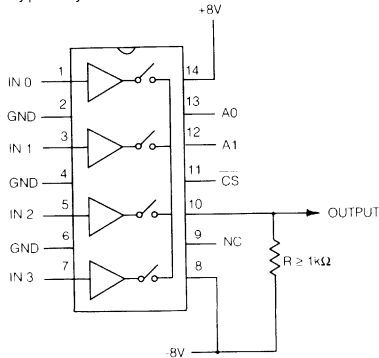 +8V
IN 0 1 14
2 13 A0
GND
IN 1 3 12 A1
GND 4 11 CS
IN 2 5 10 OUTPUT
GND 6 9 NC
IN 3 7 8 R ≥ 1kΩ
-8V